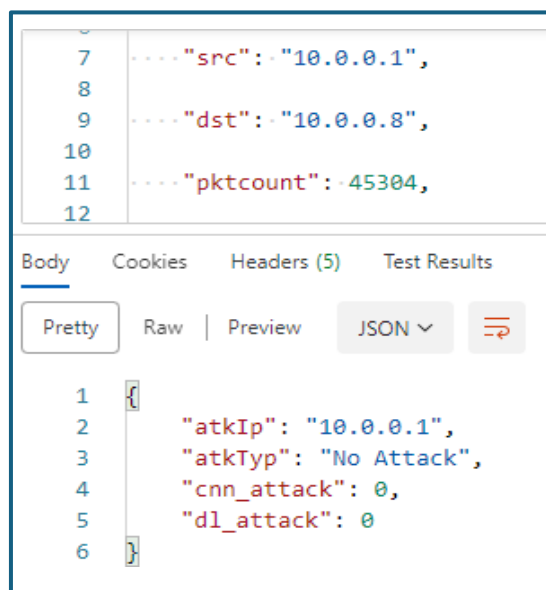 7 ····"src":·"10.0.0.1",
8
9 ····"dst":·"10.0.0.8",
10
11 ····"pktcount":·45304,
12
Body Cookies Headers (5) Test Results
Pretty Raw | Preview JSON
1 {
2 "atkIp": "10.0.0.1",
3 "atkTyp": "No Attack",
4 "cnn_attack": 0,
5 "dl_attack": 0
6 }